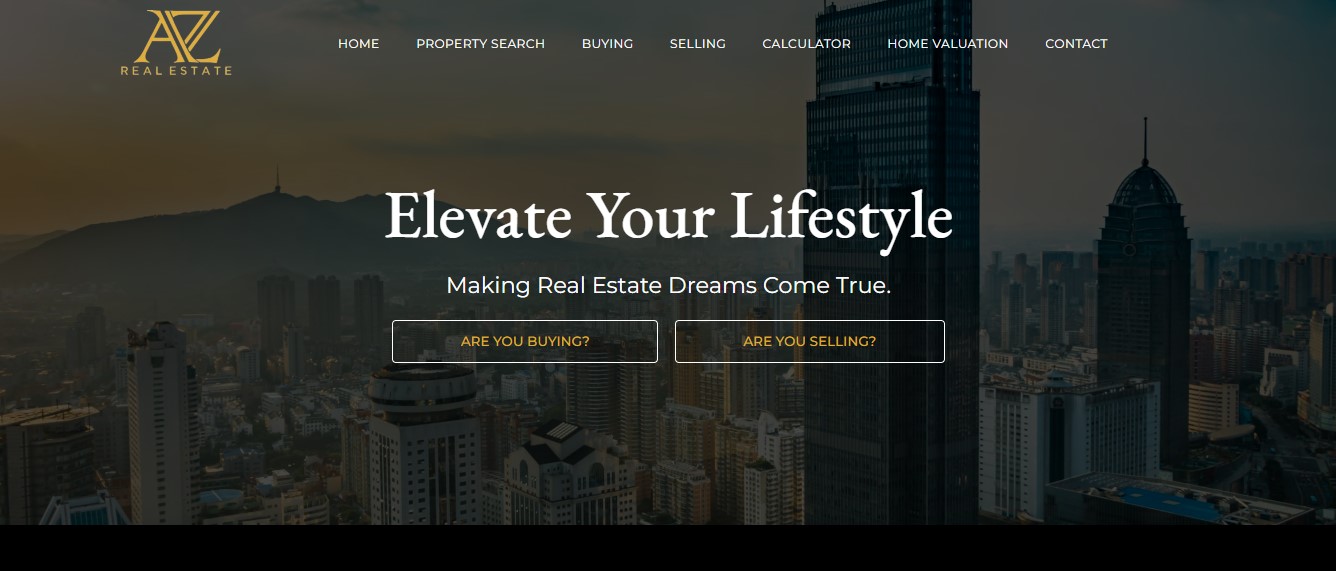 AZ
REAL ESTATE
HOME PROPERTY SEARCH BUYING SELLING CALCULATOR HOME VALUATION CONTACT
Elevate Your Lifestyle
Making Real Estate Dreams Come True.
ARE YOU BUYING? ARE YOU SELLING?